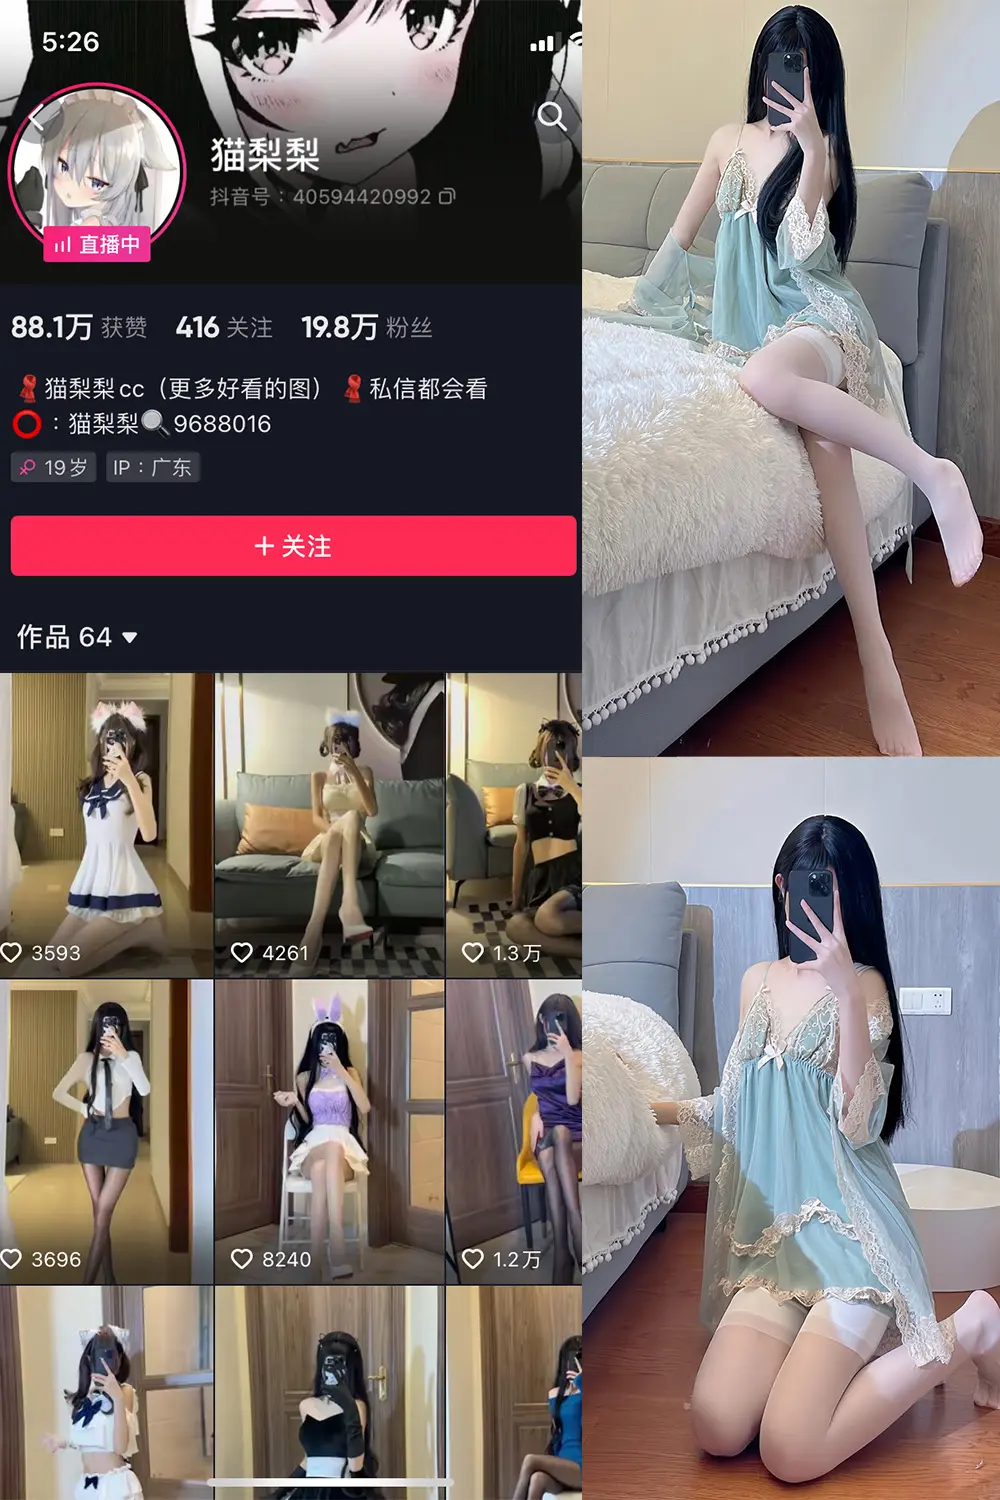 5:26
猫梨梨
抖音号：40594420992
直播中
88.1万 获赞 416 关注 19.8万 粉丝
猫梨梨cc（更多好看的图） 私信都会看
：猫梨梨 9688016
19岁 IP：广东
+ 关注
作品 64
3593 4261 1.3万
3696 8240 1.2万